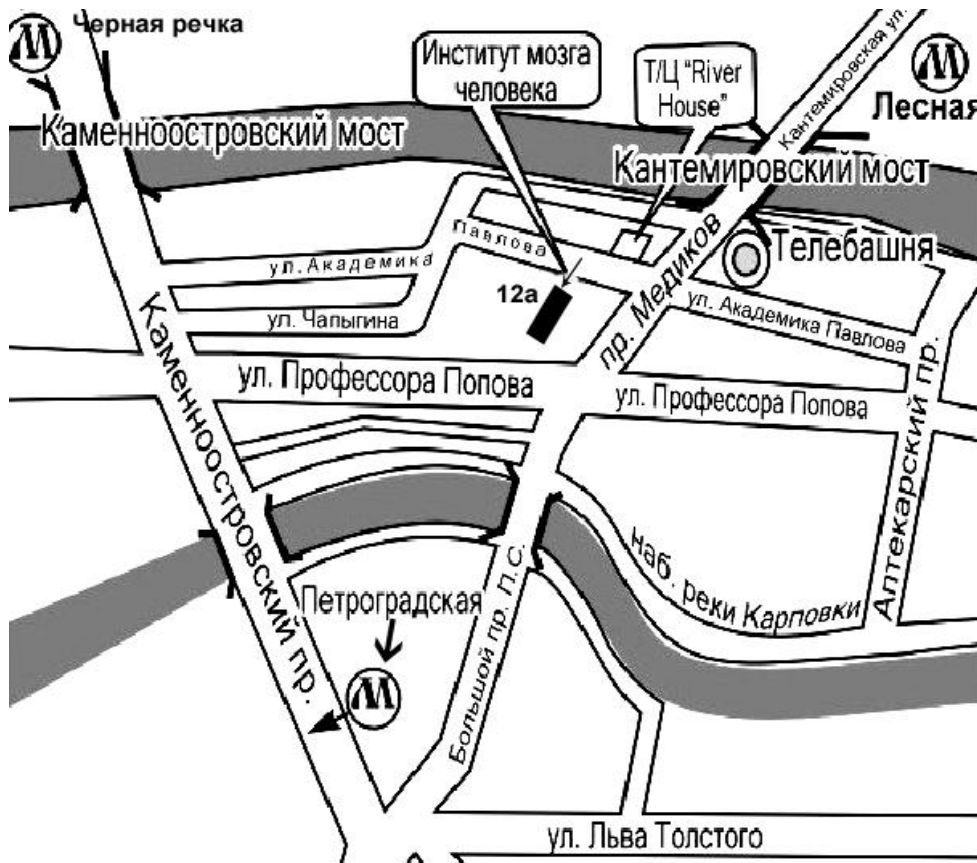 Черная речка
Институт мозга
человека
Т/Ц "River
House"
Кантемировская ул.
Лесная
Каменноостровский мост
Кантемировский мост
Павлова
ул. Академика
Телебашня
12а
ул. Чапыгина
пр. Медиков
ул. Академика Павлова
ул. Профессора Попова
ул. Профессора Попова
Каменноостровский пр.
Аптекарский пр.
наб. реки Карповки
Петроградская
Большой пр. П.С.
ул. Льва Толстого